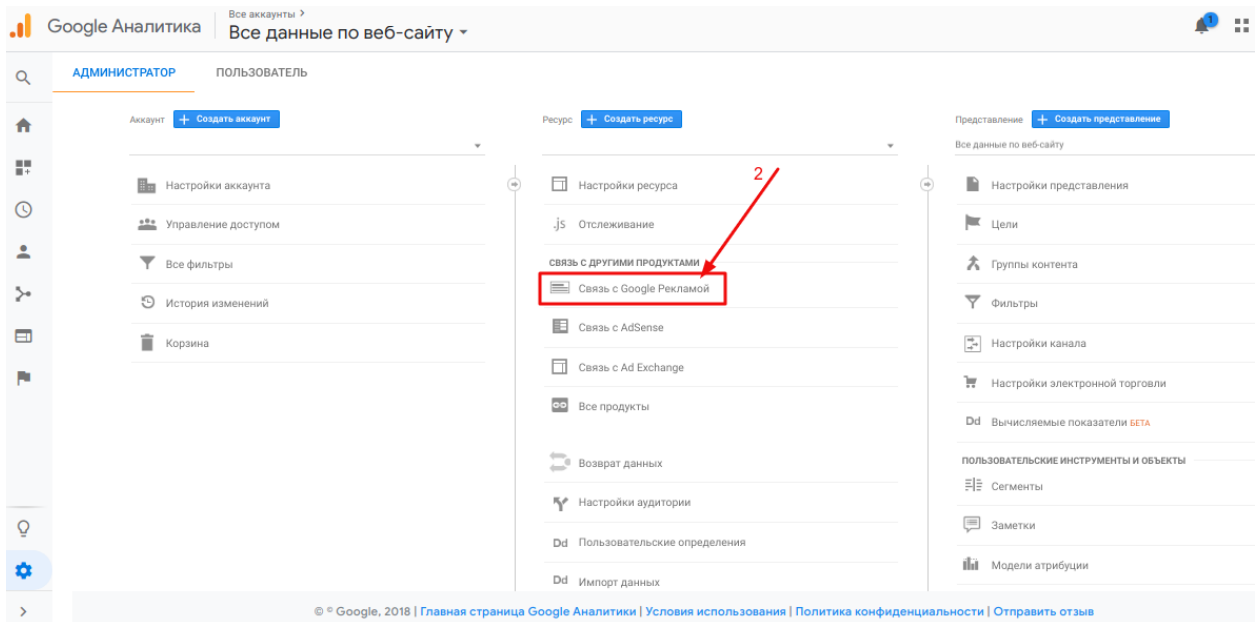 Google Аналитика
Все аккаунты >
Все данные по веб-сайту
1
АДМИНИСТРАТОР
ПОЛЬЗОВАТЕЛЬ
Аккаунт
+ Создать аккаунт
Настройки аккаунта
Управление доступом
Все фильтры
История изменений
Корзина
Ресурс
+ Создать ресурс
2
Настройки ресурса
.js Отслеживание
СВЯЗЬ С ДРУГИМИ ПРОДУКТАМИ
Связь с Google Рекламой
Связь с AdSense
Связь с Ad Exchange
Все продукты
Возврат данных
Настройки аудитории
Dd Пользовательские определения
Dd Импорт данных
Представление
+ Создать представление
Все данные по веб-сайту
Настройки представления
Цели
Группы контента
Фильтры
Настройки канала
Настройки электронной торговли
Dd Вычисляемые показатели БЕТА
ПОЛЬЗОВАТЕЛЬСКИЕ ИНСТРУМЕНТЫ И ОБЪЕКТЫ
Сегменты
Заметки
Модели атрибуции
© º Google, 2018 | Главная страница Google Аналитики | Условия использования | Политика конфиденциальности | Отправить отзыв